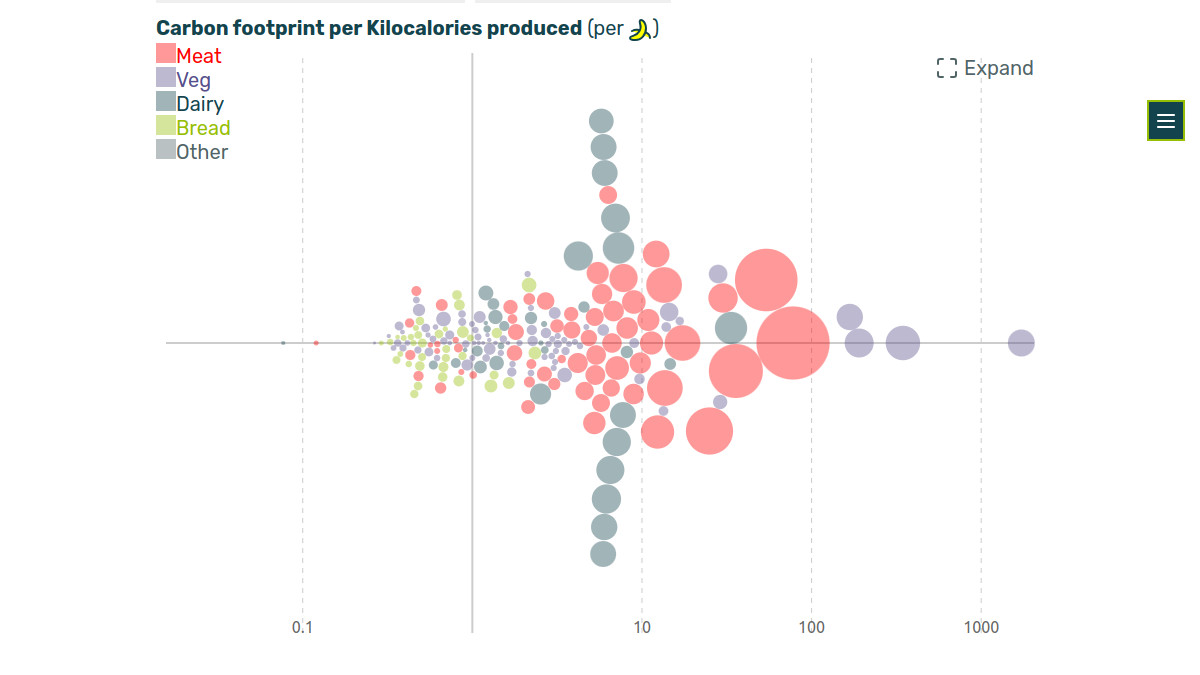 Carbon footprint per Kilocalories produced (per 🍌)
Meat
Veg
Dairy
Bread
Other
Expand
0.1
10
100
1000